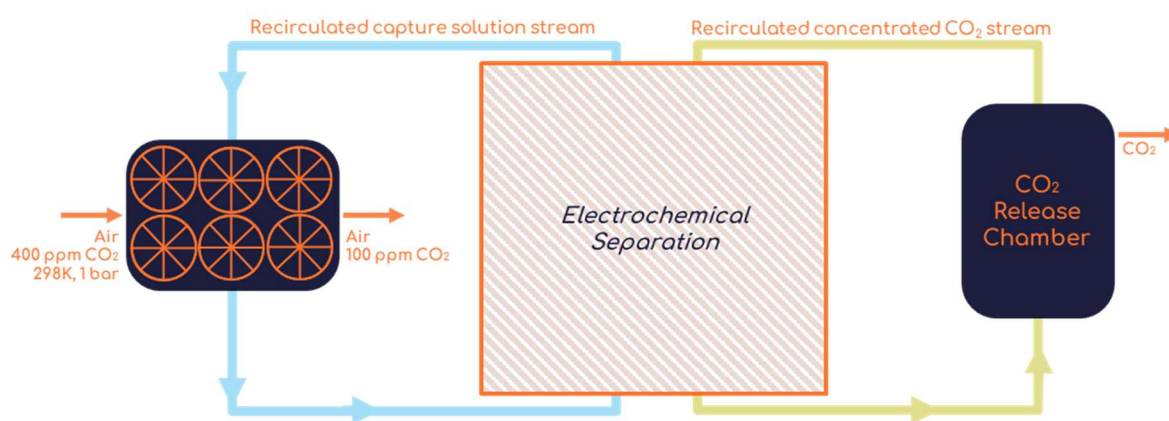 Recirculated capture solution stream
Recirculated concentrated CO₂ stream
Air
400 ppm CO₂
298K, 1 bar
Air
100 ppm CO₂
Electrochemical
Separation
CO₂
Release
Chamber
CO₂